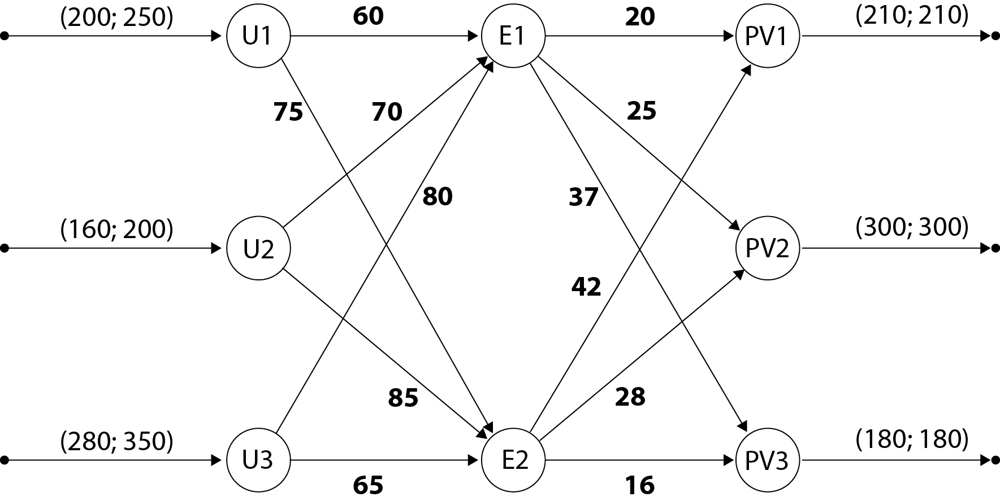 (200; 250)
U1
60
E1
20
PV1
(210; 210)
75
70
25
80
37
(160; 200)
U2
PV2
(300; 300)
42
85
28
(280; 350)
U3
65
E2
16
PV3
(180; 180)